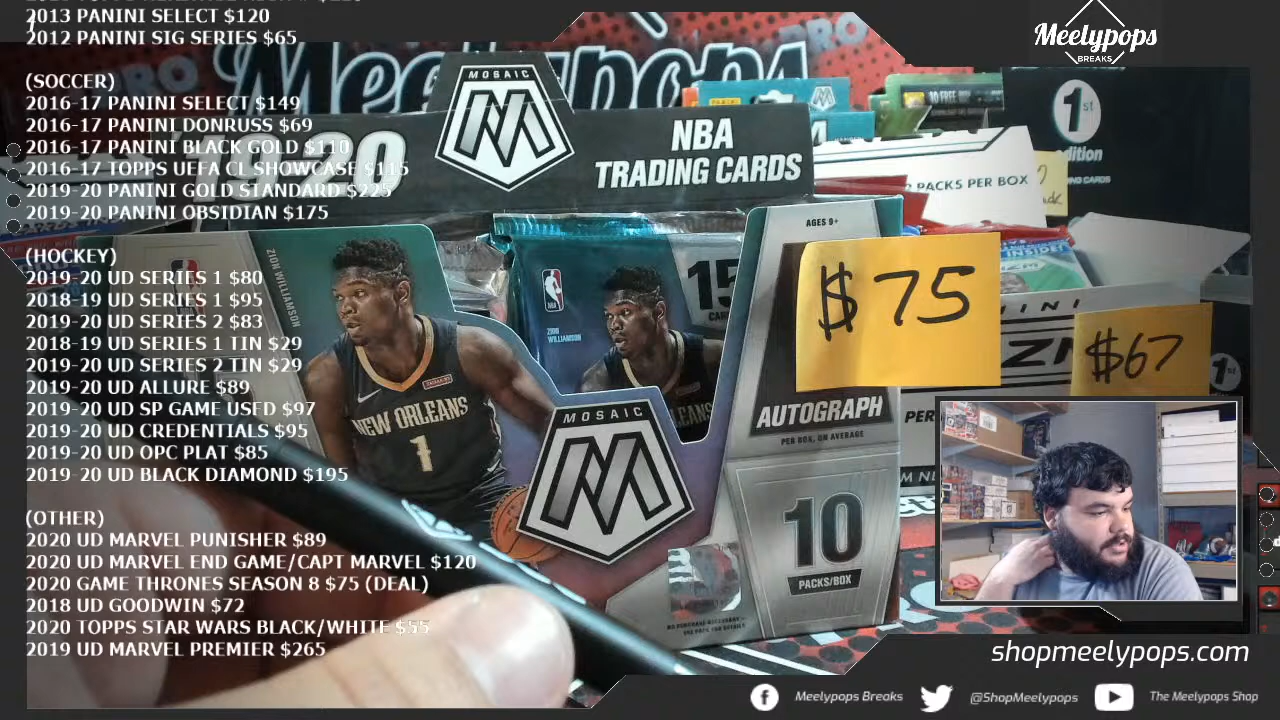 2013 PANINI SELECT $120
2012 PANINI SIG SERIES $65
(SOCCER)
2016-17 PANINI SELECT $149
2016-17 PANINI DONRUSS $69
2016-17 PANINI BLACK GOLD $110
2016-17 TOPPS UEFA CL SHOWCASE $115
2019-20 PANINI GOLD STANDARD $225
2019-20 PANINI OBSIDIAN $175
(HOCKEY)
2019-20 UD SERIES 1 $80
2018-19 UD SERIES 1 $95
2019-20 UD SERIES 2 $83
2018-19 UD SERIES 1 TIN $29
2019-20 UD SERIES 2 TIN $29
2019-20 UD ALLURE $89
2019-20 UD SP GAME USED $97
2019-20 UD CREDENTIALS $95
2019-20 UD OPC PLAT $85
2019-20 UD BLACK DIAMOND $195
(OTHER)
2020 UD MARVEL PUNISHER $89
2020 UD MARVEL END GAME/CAPT MARVEL $120
2020 GAME THRONES SEASON 8 $75 (DEAL)
2018 UD GOODWIN $72
2020 TOPPS STAR WARS BLACK/WHITE $55
2019 UD MARVEL PREMIER $265
Meelypops
PRO
MOSAIC
NBA
TRADING CARDS
ZION WILLIAMSON
NEW ORLEANS
1
NBA
ZION
WILLIAMSON
15
MOSAIC
AGES 9+
$75
AUTOGRAPH
PER BOX, ON AVERAGE
10
PACKS/BOX
PACKS PER BOX
1st
edition
$67
Meelypops
BREAKS
shopmeelypops.com
Meelypops Breaks
@ShopMeelypops
The Meelypops Shop